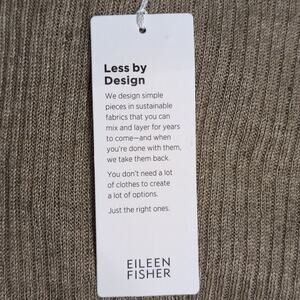 Less by
Design
We design simple
pieces in sustainable
fabrics that you can
mix and layer for years
to come—and when
you're done with them,
we take them back.
You don't need a lot
of clothes to create
a lot of options.
Just the right ones.
EILEEN
FISHER